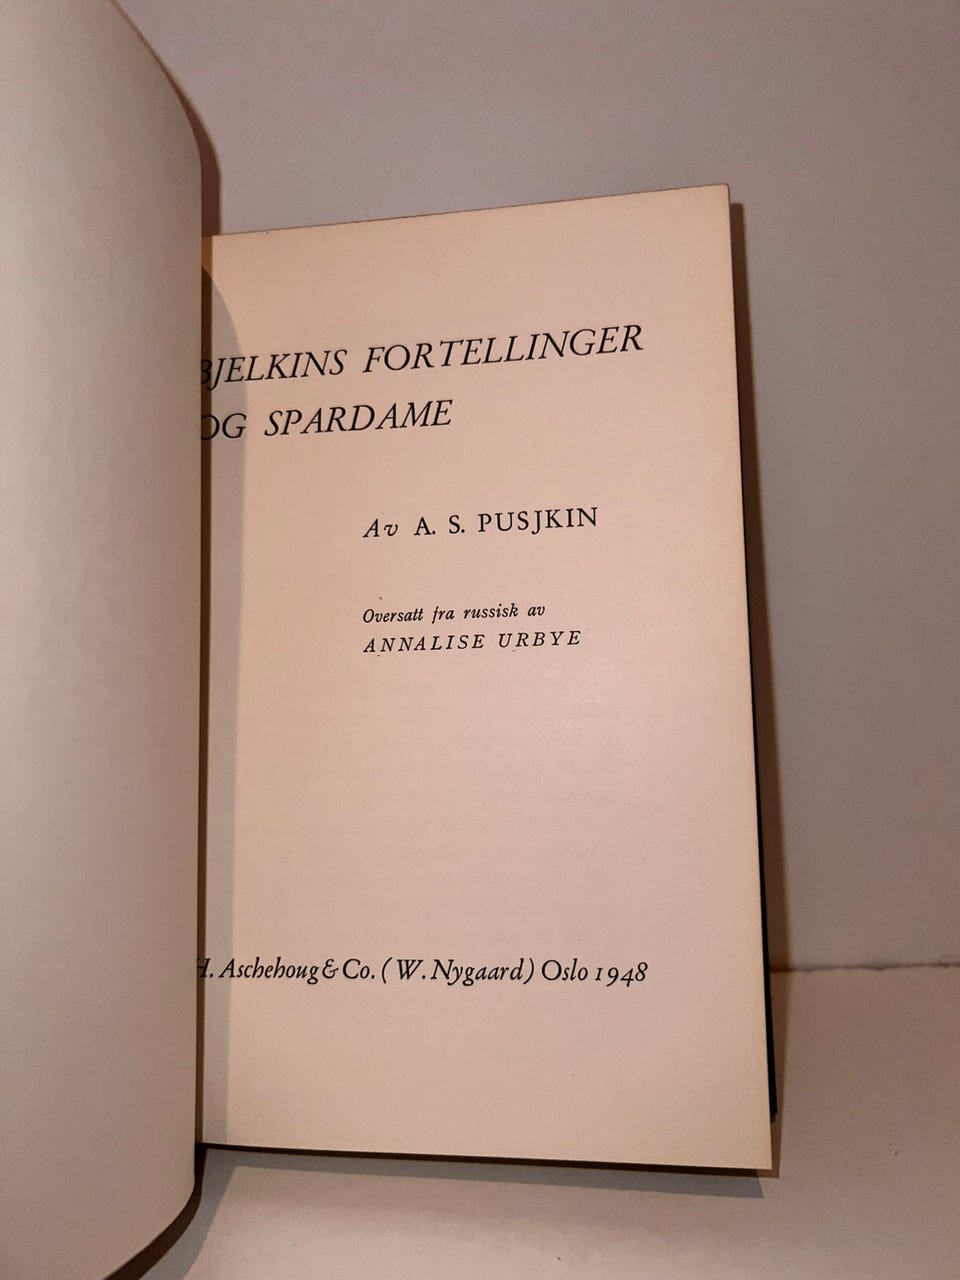 BJELKINS FORTELLINGER
OG SPARDAME
Av A. S. PUSJKIN
Oversatt fra russisk av
ANNALISE URBYE
H. Aschehoug & Co. (W. Nygaard) Oslo 1948